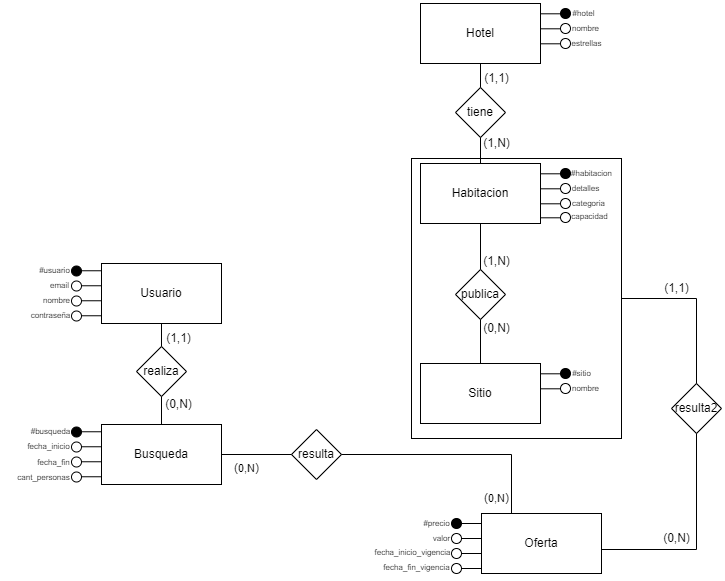 Hotel
#hotel
nombre
estrellas
(1,1)
tiene
(1,N)
Habitacion
#habitacion
detalles
categoria
capacidad
(1,N)
publica
(0,N)
Sitio
#sitio
nombre
(1,1)
resulta2
(0,N)
#usuario
email
nombre
contraseña
Usuario
(1,1)
realiza
(0,N)
#busqueda
fecha_inicio
fecha_fin
cant_personas
Busqueda
(0,N)
resulta
(0,N)
#precio
valor
fecha_inicio_vigencia
fecha_fin_vigencia
Oferta